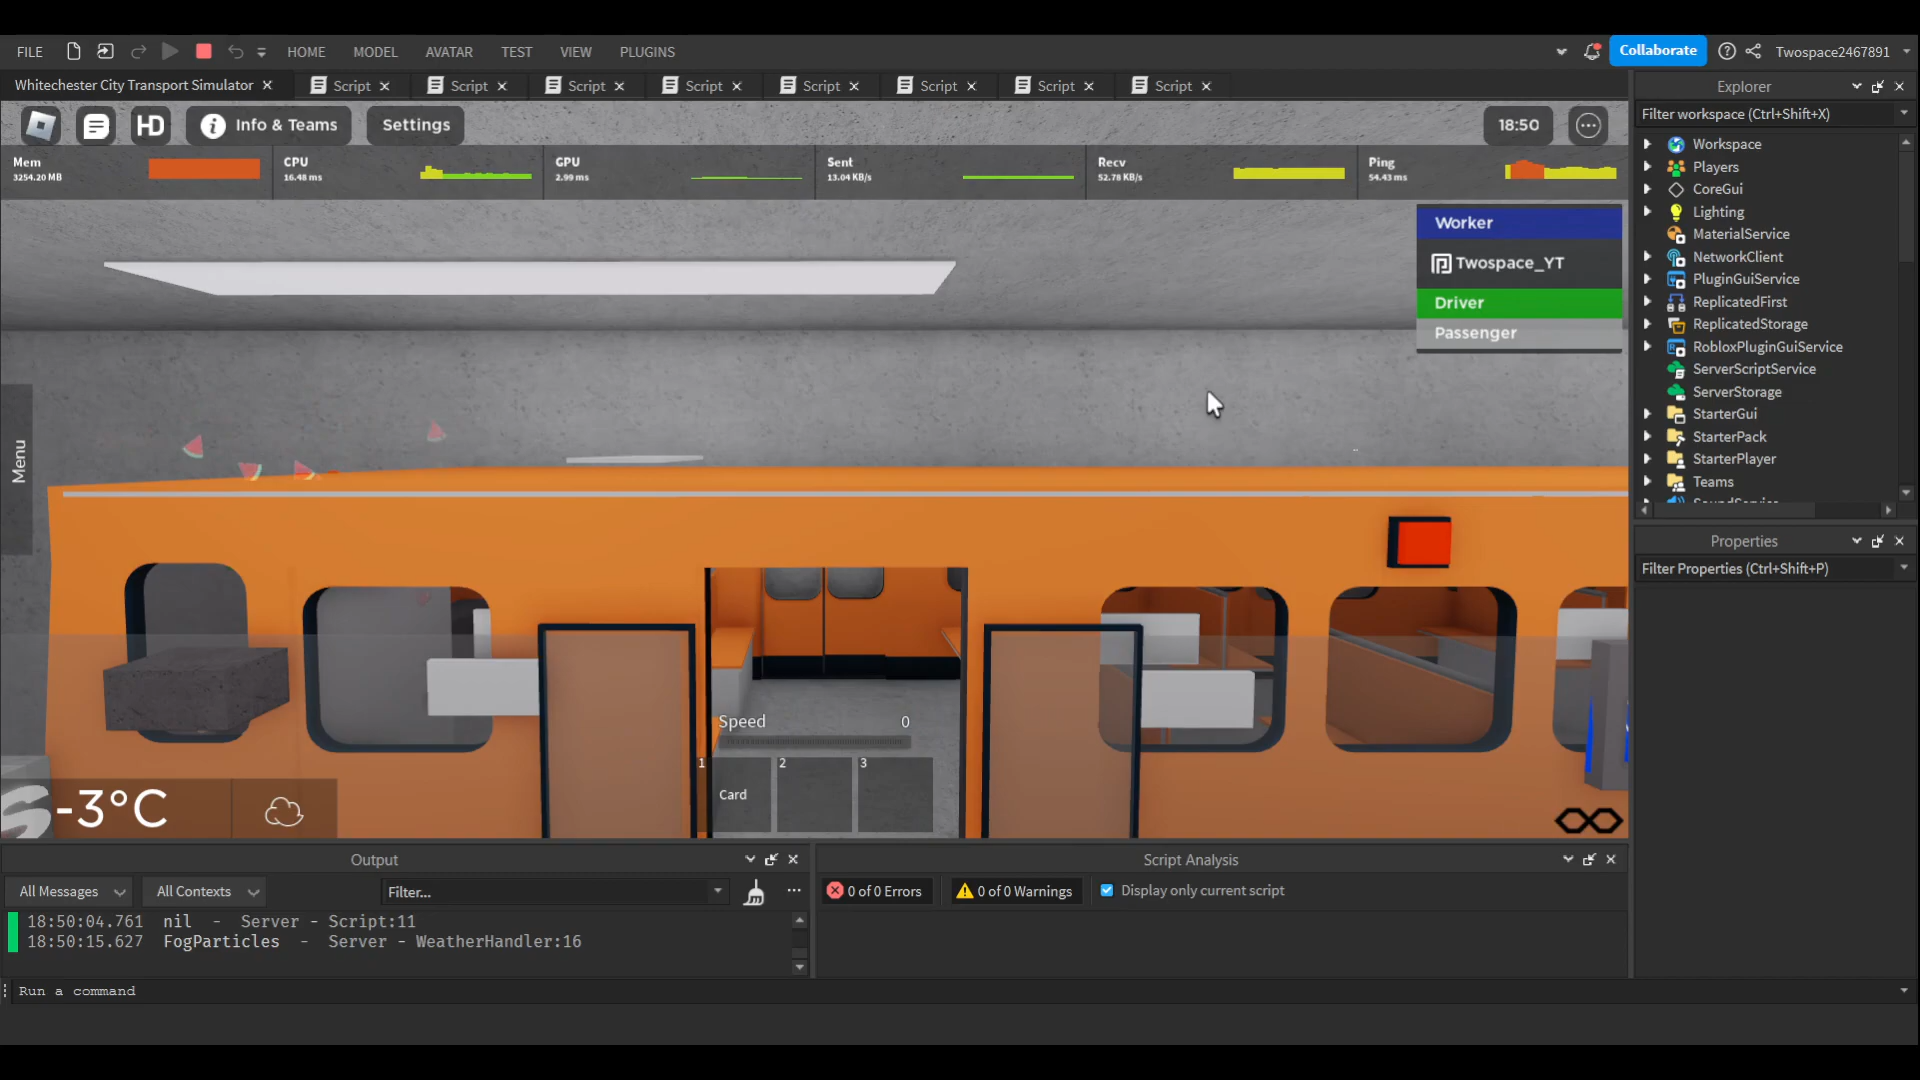 FILE HOME MODEL AVATAR TEST VIEW PLUGINS Collaborate Twospace2467891
Whitechester City Transport Simulator Script Script Script Script Script Script Script Script
Explorer
Filter workspace (Ctrl+Shift+X)
HD Info & Teams Settings 18:50
Mem
3254.20 MB
CPU
16.48 ms
GPU
2.99 ms
Sent
13.04 KB/s
Recv
52.78 KB/s
Ping
54.43 ms
Worker
Twospace_YT
Driver
Passenger
Workspace
Players
CoreGui
Lighting
MaterialService
NetworkClient
PluginGuiService
ReplicatedFirst
ReplicatedStorage
RobloxPluginGuiService
ServerScriptService
ServerStorage
StarterGui
StarterPack
StarterPlayer
Teams
SoundService
Properties
Filter Properties (Ctrl+Shift+P)
Menu
Speed 0
1 2 3
Card
-3°C
Output
All Messages All Contexts Filter...
18:50:04.761 nil - Server - Script:11
18:50:15.627 FogParticles - Server - WeatherHandler:16
Script Analysis
0 of 0 Errors 0 of 0 Warnings Display only current script
Run a command